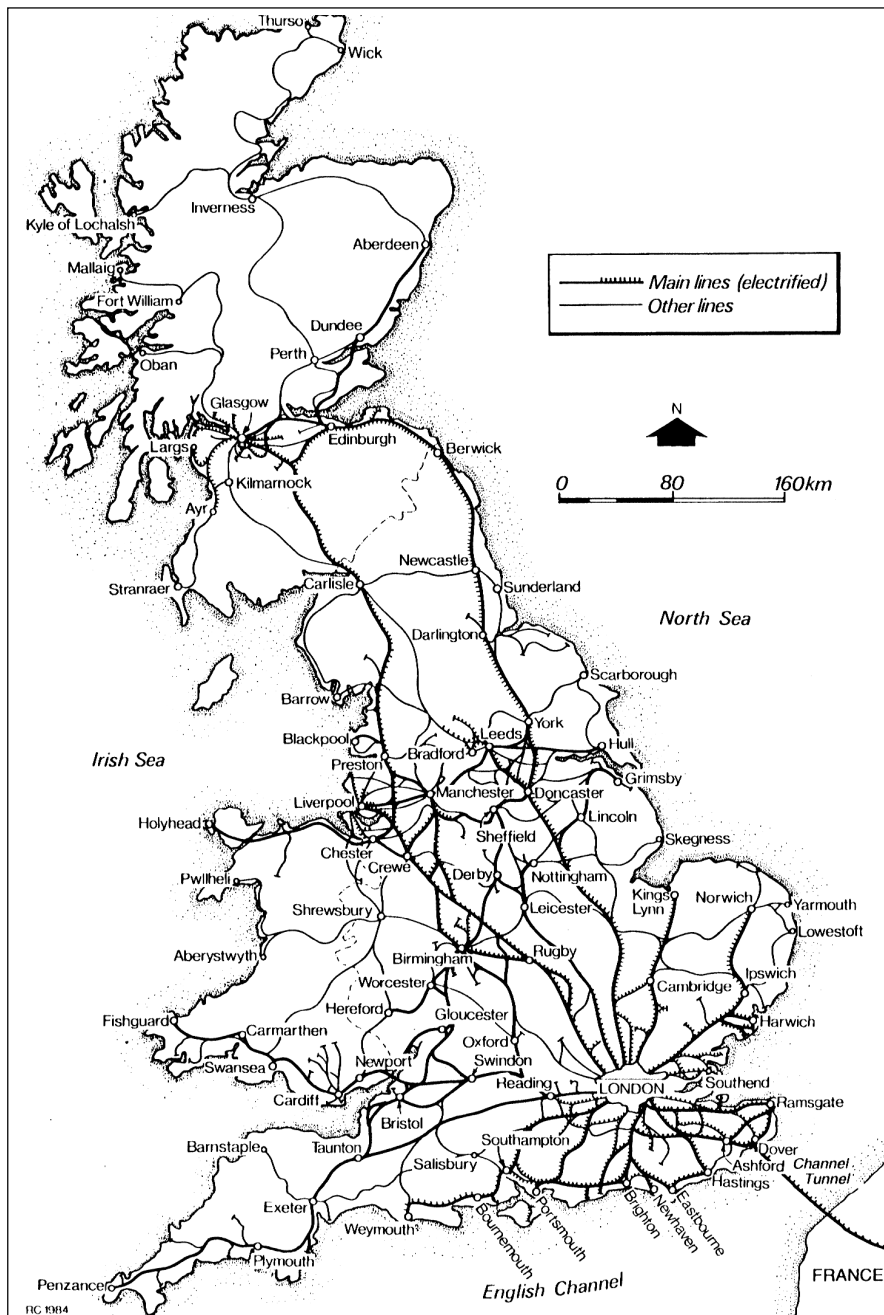 Thurso
Wick
Inverness
Kyle of Lochalsh
Aberdeen
Mallaig
Fort William
Main lines (electrified)
Other lines
Dundee
Perth
Oban
Glasgow
N
Edinburgh
Berwick
Largs
Kilmarnock
0 80 160km
Ayr
Newcastle
Stranraer
Carlisle
Sunderland
North Sea
Darlington
Scarborough
Barrow
York
Leeds
Blackpool
Hull
Irish Sea
Bradford
Preston
Grimsby
Manchester
Doncaster
Liverpool
Lincoln
Holyhead
Sheffield
Skegness
Chester
Crewe
Derby
Nottingham
Pwllheli
Kings
Lynn
Norwich
Yarmouth
Leicester
Shrewsbury
Lowestoft
Aberystwyth
Birmingham
Rugby
Ipswich
Worcester
Cambridge
Hereford
Gloucester
Fishguard
Harwich
Carmarthen
Oxford
Newport
Swindon
Swansea
Reading
LONDON
Southend
Cardiff
Ramsgate
Bristol
Barnstaple
Taunton
Southampton
Dover
Salisbury
Ashford
Channel
Tunnel
Hastings
Exeter
Weymouth
Bournemouth
Portsmouth
Brighton
Newhaven
Eastbourne
Plymouth
FRANCE
Penzance
English Channel
RC 1984